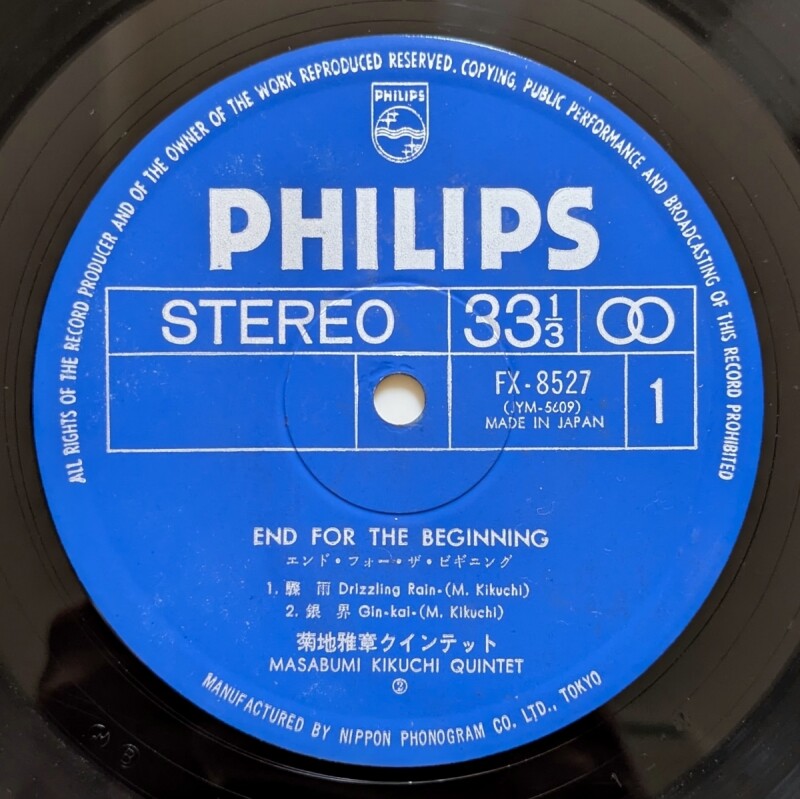 ALL RIGHTS OF THE RECORD PRODUCER AND OF THE OWNER OF THE WORK REPRODUCED RESERVED. COPYING, PUBLIC PERFORMANCE AND BROADCASTING OF THIS RECORD PROHIBITED
PHILIPS
PHILIPS
STEREO
33 1/3
FX-8527
(JYM-5609)
MADE IN JAPAN
1
END FOR THE BEGINNING
エンド・フォー・ザ・ビギニング
1. 驟 雨 Drizzling Rain-(M. Kikuchi)
2. 銀 界 Gin-kai-(M. Kikuchi)
菊地雅章クインテット
MASABUMI KIKUCHI QUINTET
②
MANUFACTURED BY NIPPON PHONOGRAM CO. LTD., TOKYO